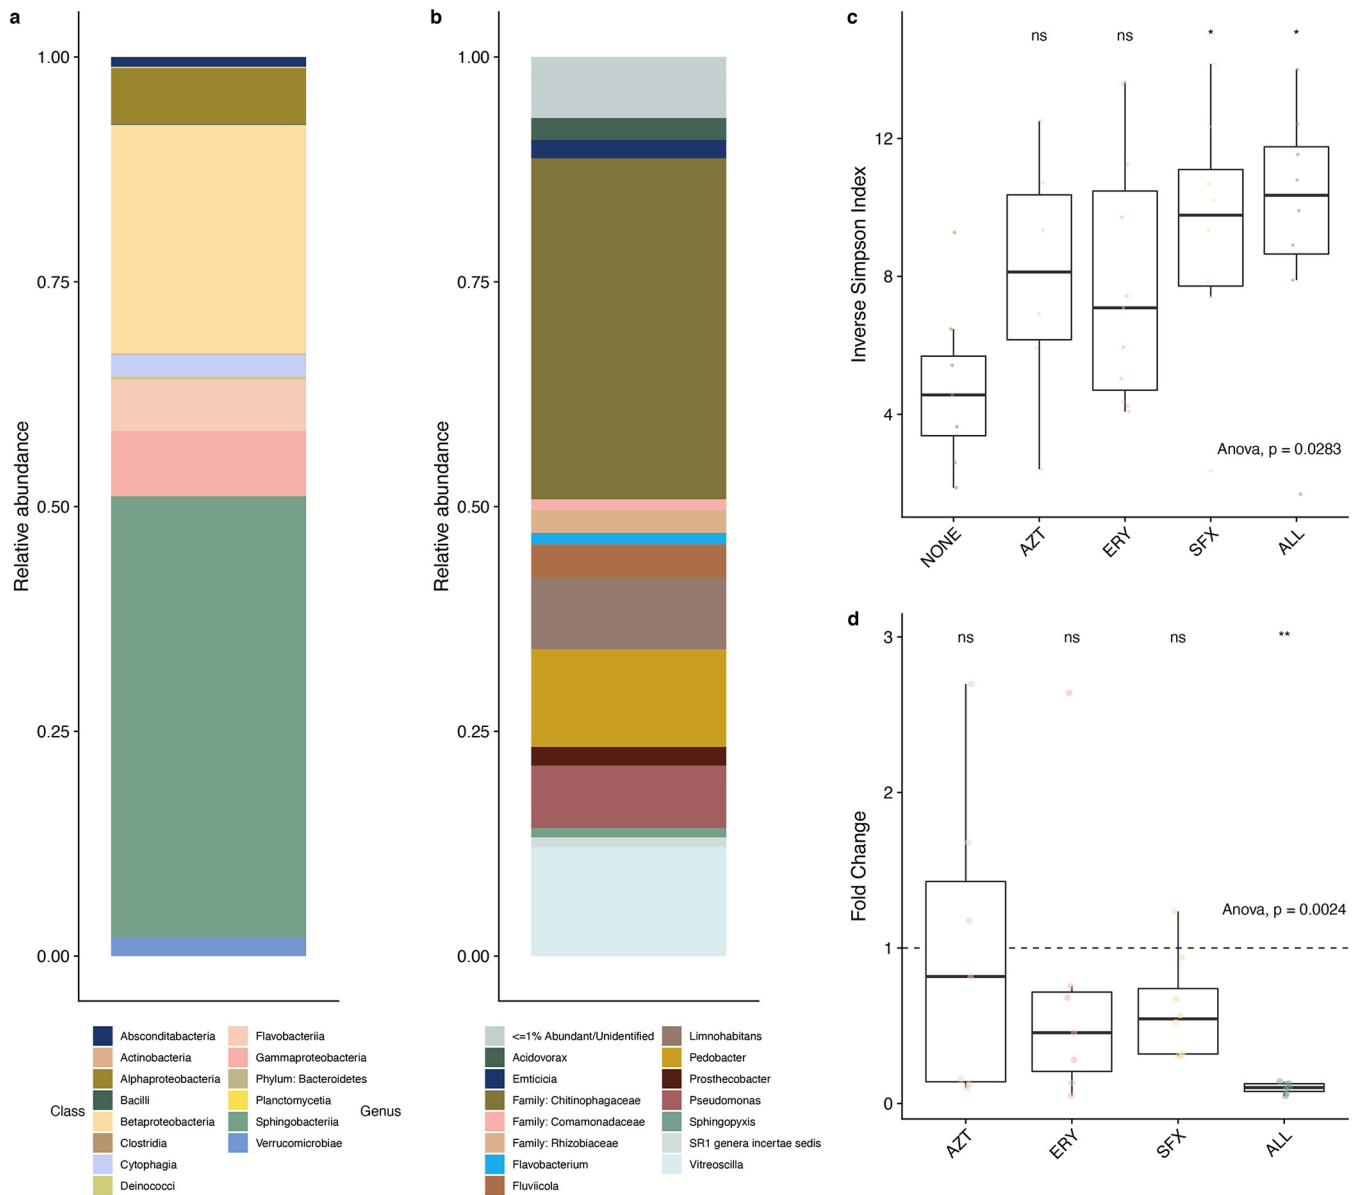 a
1.00
0.75
0.50
0.25
0.00
Relative abundance
Class
Absconditabacteria
Actinobacteria
Alphaproteobacteria
Bacilli
Betaproteobacteria
Clostridia
Cytophagia
Deinococci
Flavobacteriia
Gammaproteobacteria
Phylum: Bacteroidetes
Planctomycetia
Sphingobacteriia
Verrucomicrobiae
b
1.00
0.75
0.50
0.25
0.00
Relative abundance
Genus
<=1% Abundant/Unidentified
Acidovorax
Emticicia
Family: Chitinophagaceae
Family: Comamonadaceae
Family: Rhizobiaceae
Flavobacterium
Fluviicola
Limnohabitans
Pedobacter
Prosthecobacter
Pseudomonas
Sphingopyxis
SR1 genera incertae sedis
Vitreoscilla
c
ns ns * *
12
8
4
Inverse Simpson Index
Anova, p = 0.0283
NONE AZT ERY SFX ALL
d
ns ns ns **
3
2
1
0
Fold Change
Anova, p = 0.0024
AZT ERY SFX ALL